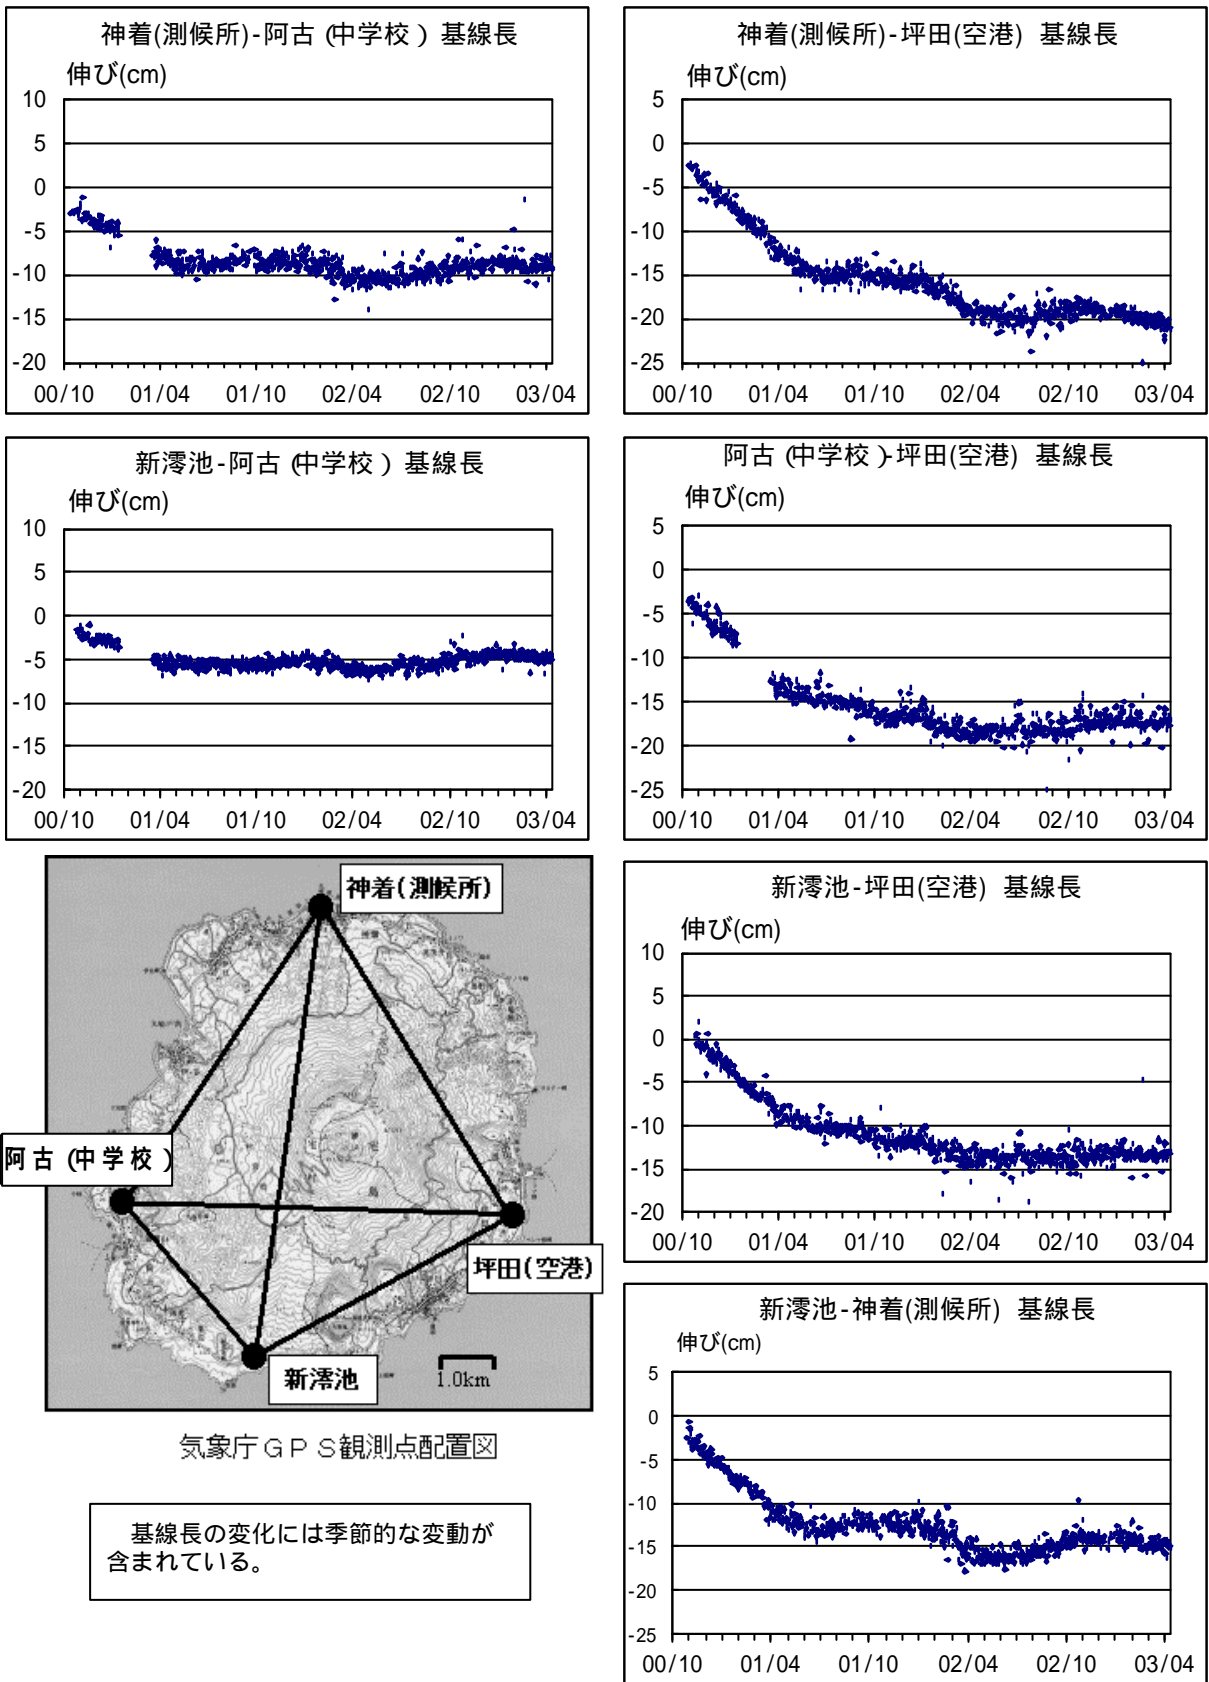 神着(測候所)-阿古(中学校) 基線長
伸び(cm)
10
5
0
-5
-10
-15
-20
00/10 01/04 01/10 02/04 02/10 03/04
神着(測候所)-坪田(空港) 基線長
伸び(cm)
5
0
-5
-10
-15
-20
-25
00/10 01/04 01/10 02/04 02/10 03/04
新澪池-阿古(中学校) 基線長
伸び(cm)
10
5
0
-5
-10
-15
-20
00/10 01/04 01/10 02/04 02/10 03/04
阿古(中学校)-坪田(空港) 基線長
伸び(cm)
5
0
-5
-10
-15
-20
-25
00/10 01/04 01/10 02/04 02/10 03/04
神着(測候所)
阿古(中学校)
坪田(空港)
新澪池
1.0km
気象庁GPS観測点配置図
基線長の変化には季節的な変動が
含まれている。
新澪池-坪田(空港) 基線長
伸び(cm)
10
5
0
-5
-10
-15
-20
00/10 01/04 01/10 02/04 02/10 03/04
新澪池-神着(測候所) 基線長
伸び(cm)
5
0
-5
-10
-15
-20
-25
00/10 01/04 01/10 02/04 02/10 03/04